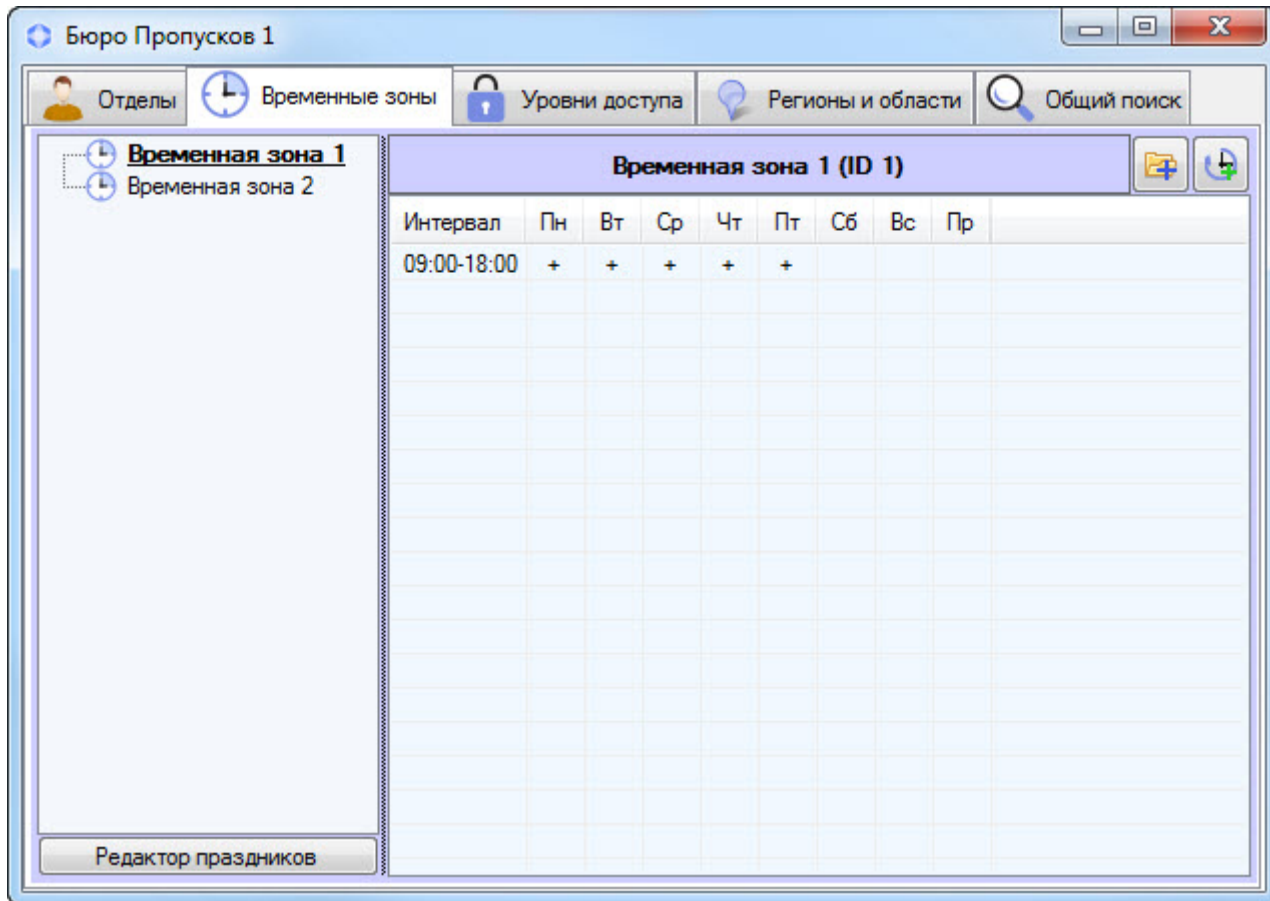 Бюро Пропусков 1
Отделы Временные зоны Уровни доступа Регионы и области Общий поиск
Временная зона 1
Временная зона 2
Временная зона 1 (ID 1)
Интервал Пн Вт Ср Чт Пт Сб Вс Пр
09:00-18:00 + + + + +
Редактор праздников